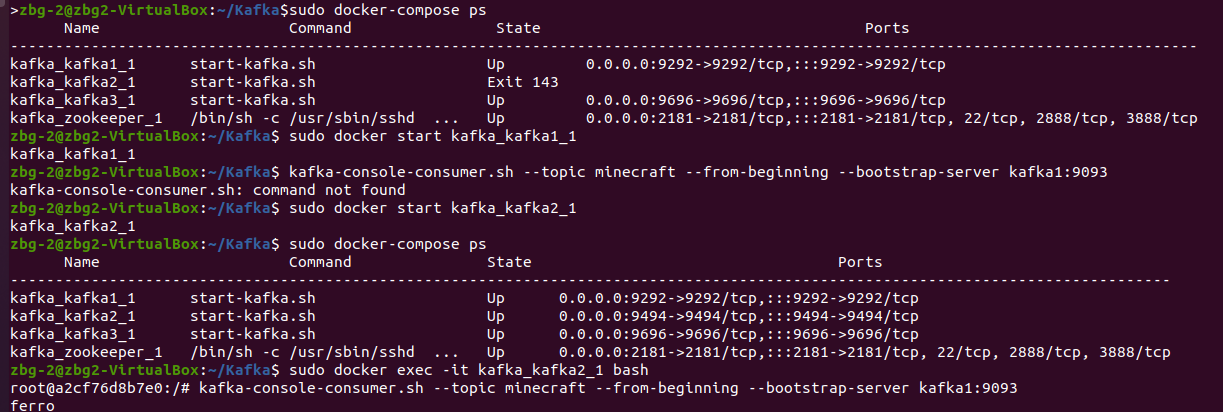 >zbg-2@zbg2-VirtualBox:~/Kafka$sudo docker-compose ps
Name Command State Ports
------------------------------------------------------------------------------------------------------------------------------------
kafka_kafka1_1 start-kafka.sh Up 0.0.0.0:9292->9292/tcp,:::9292->9292/tcp
kafka_kafka2_1 start-kafka.sh Exit 143
kafka_kafka3_1 start-kafka.sh Up 0.0.0.0:9696->9696/tcp,:::9696->9696/tcp
kafka_zookeeper_1 /bin/sh -c /usr/sbin/sshd ... Up 0.0.0.0:2181->2181/tcp,:::2181->2181/tcp, 22/tcp, 2888/tcp, 3888/tcp
zbg-2@zbg2-VirtualBox:~/Kafka$ sudo docker start kafka_kafka1_1
kafka_kafka1_1
zbg-2@zbg2-VirtualBox:~/Kafka$ kafka-console-consumer.sh --topic minecraft --from-beginning --bootstrap-server kafka1:9093
kafka-console-consumer.sh: command not found
zbg-2@zbg2-VirtualBox:~/Kafka$ sudo docker start kafka_kafka2_1
kafka_kafka2_1
zbg-2@zbg2-VirtualBox:~/Kafka$ sudo docker-compose ps
Name Command State Ports
---------------------------------------------------------------------------------------------------------------------------------
kafka_kafka1_1 start-kafka.sh Up 0.0.0.0:9292->9292/tcp,:::9292->9292/tcp
kafka_kafka2_1 start-kafka.sh Up 0.0.0.0:9494->9494/tcp,:::9494->9494/tcp
kafka_kafka3_1 start-kafka.sh Up 0.0.0.0:9696->9696/tcp,:::9696->9696/tcp
kafka_zookeeper_1 /bin/sh -c /usr/sbin/sshd ... Up 0.0.0.0:2181->2181/tcp,:::2181->2181/tcp, 22/tcp, 2888/tcp, 3888/tcp
zbg-2@zbg2-VirtualBox:~/Kafka$ sudo docker exec -it kafka_kafka2_1 bash
root@a2cf76d8b7e0:/# kafka-console-consumer.sh --topic minecraft --from-beginning --bootstrap-server kafka1:9093
ferro